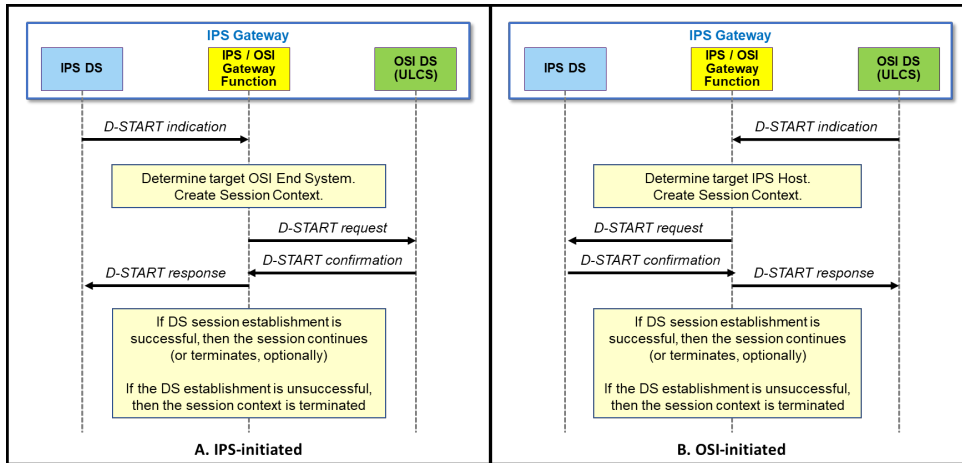 IPS Gateway
IPS DS
IPS / OSI
Gateway
Function
OSI DS
(ULCS)
D-START indication
Determine target OSI End System.
Create Session Context.
D-START request
D-START confirmation
D-START response
If DS session establishment is
successful, then the session continues
(or terminates, optionally)
If the DS establishment is unsuccessful,
then the session context is terminated
A. IPS-initiated
IPS Gateway
IPS DS
IPS / OSI
Gateway
Function
OSI DS
(ULCS)
D-START indication
Determine target IPS Host.
Create Session Context.
D-START request
D-START confirmation
D-START response
If DS session establishment is
successful, then the session continues
(or terminates, optionally)
If the DS establishment is unsuccessful,
then the session context is terminated
B. OSI-initiated